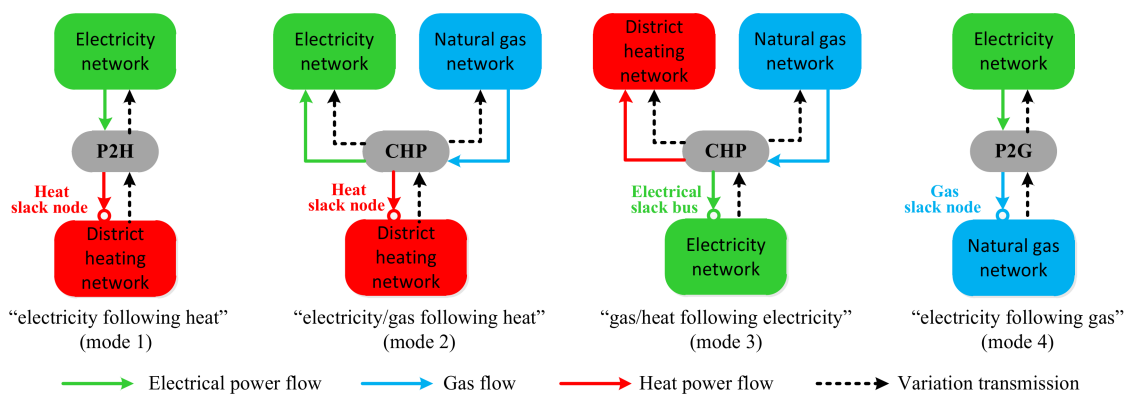 Electricity
network
P2H
Heat
slack node
District
heating
network
“electricity following heat”
(mode 1)
Electricity
network
Natural gas
network
CHP
Heat
slack node
District
heating
network
“electricity/gas following heat”
(mode 2)
District
heating
network
Natural gas
network
CHP
Electrical
slack bus
Electricity
network
“gas/heat following electricity”
(mode 3)
Electricity
network
P2G
Gas
slack node
Natural gas
network
“electricity following gas”
(mode 4)
Electrical power flow
Gas flow
Heat power flow
Variation transmission